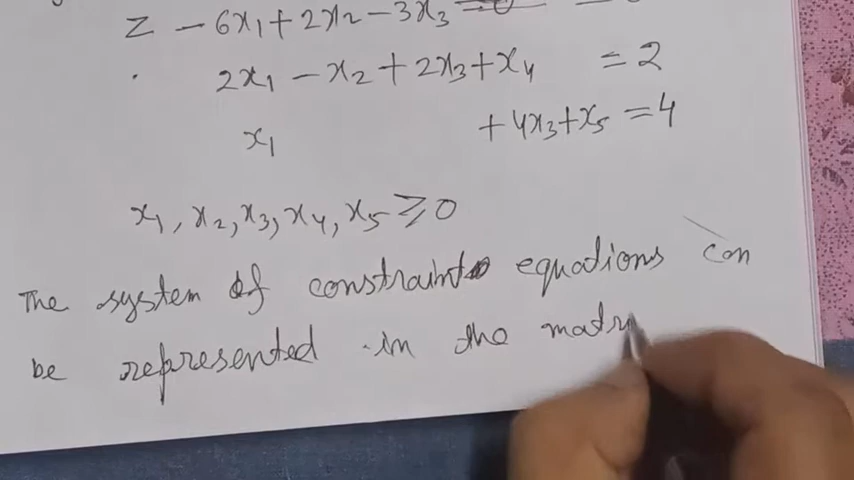 z - 6x₁ + 2x₂ - 3x₃ = 0
2x₁ - x₂ + 2x₃ + x₄ = 2
x₁ + 4x₃ + x₅ = 4
x₁, x₂, x₃, x₄, x₅ ≥ 0
The system of constraint equations can
be represented in the matr